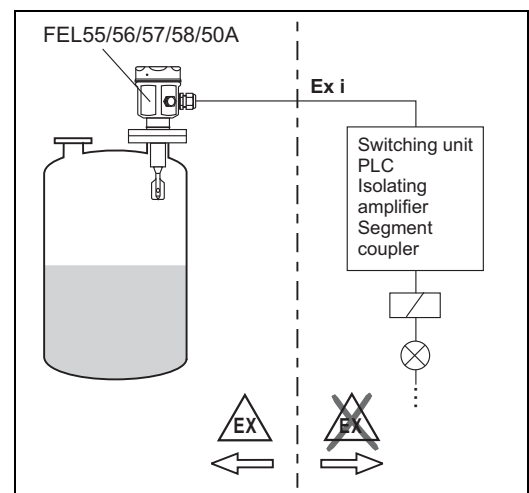 FEL55/56/57/58/50A
Ex i
Switching unit
PLC
Isolating
amplifier
Segment
coupler
EX
EX